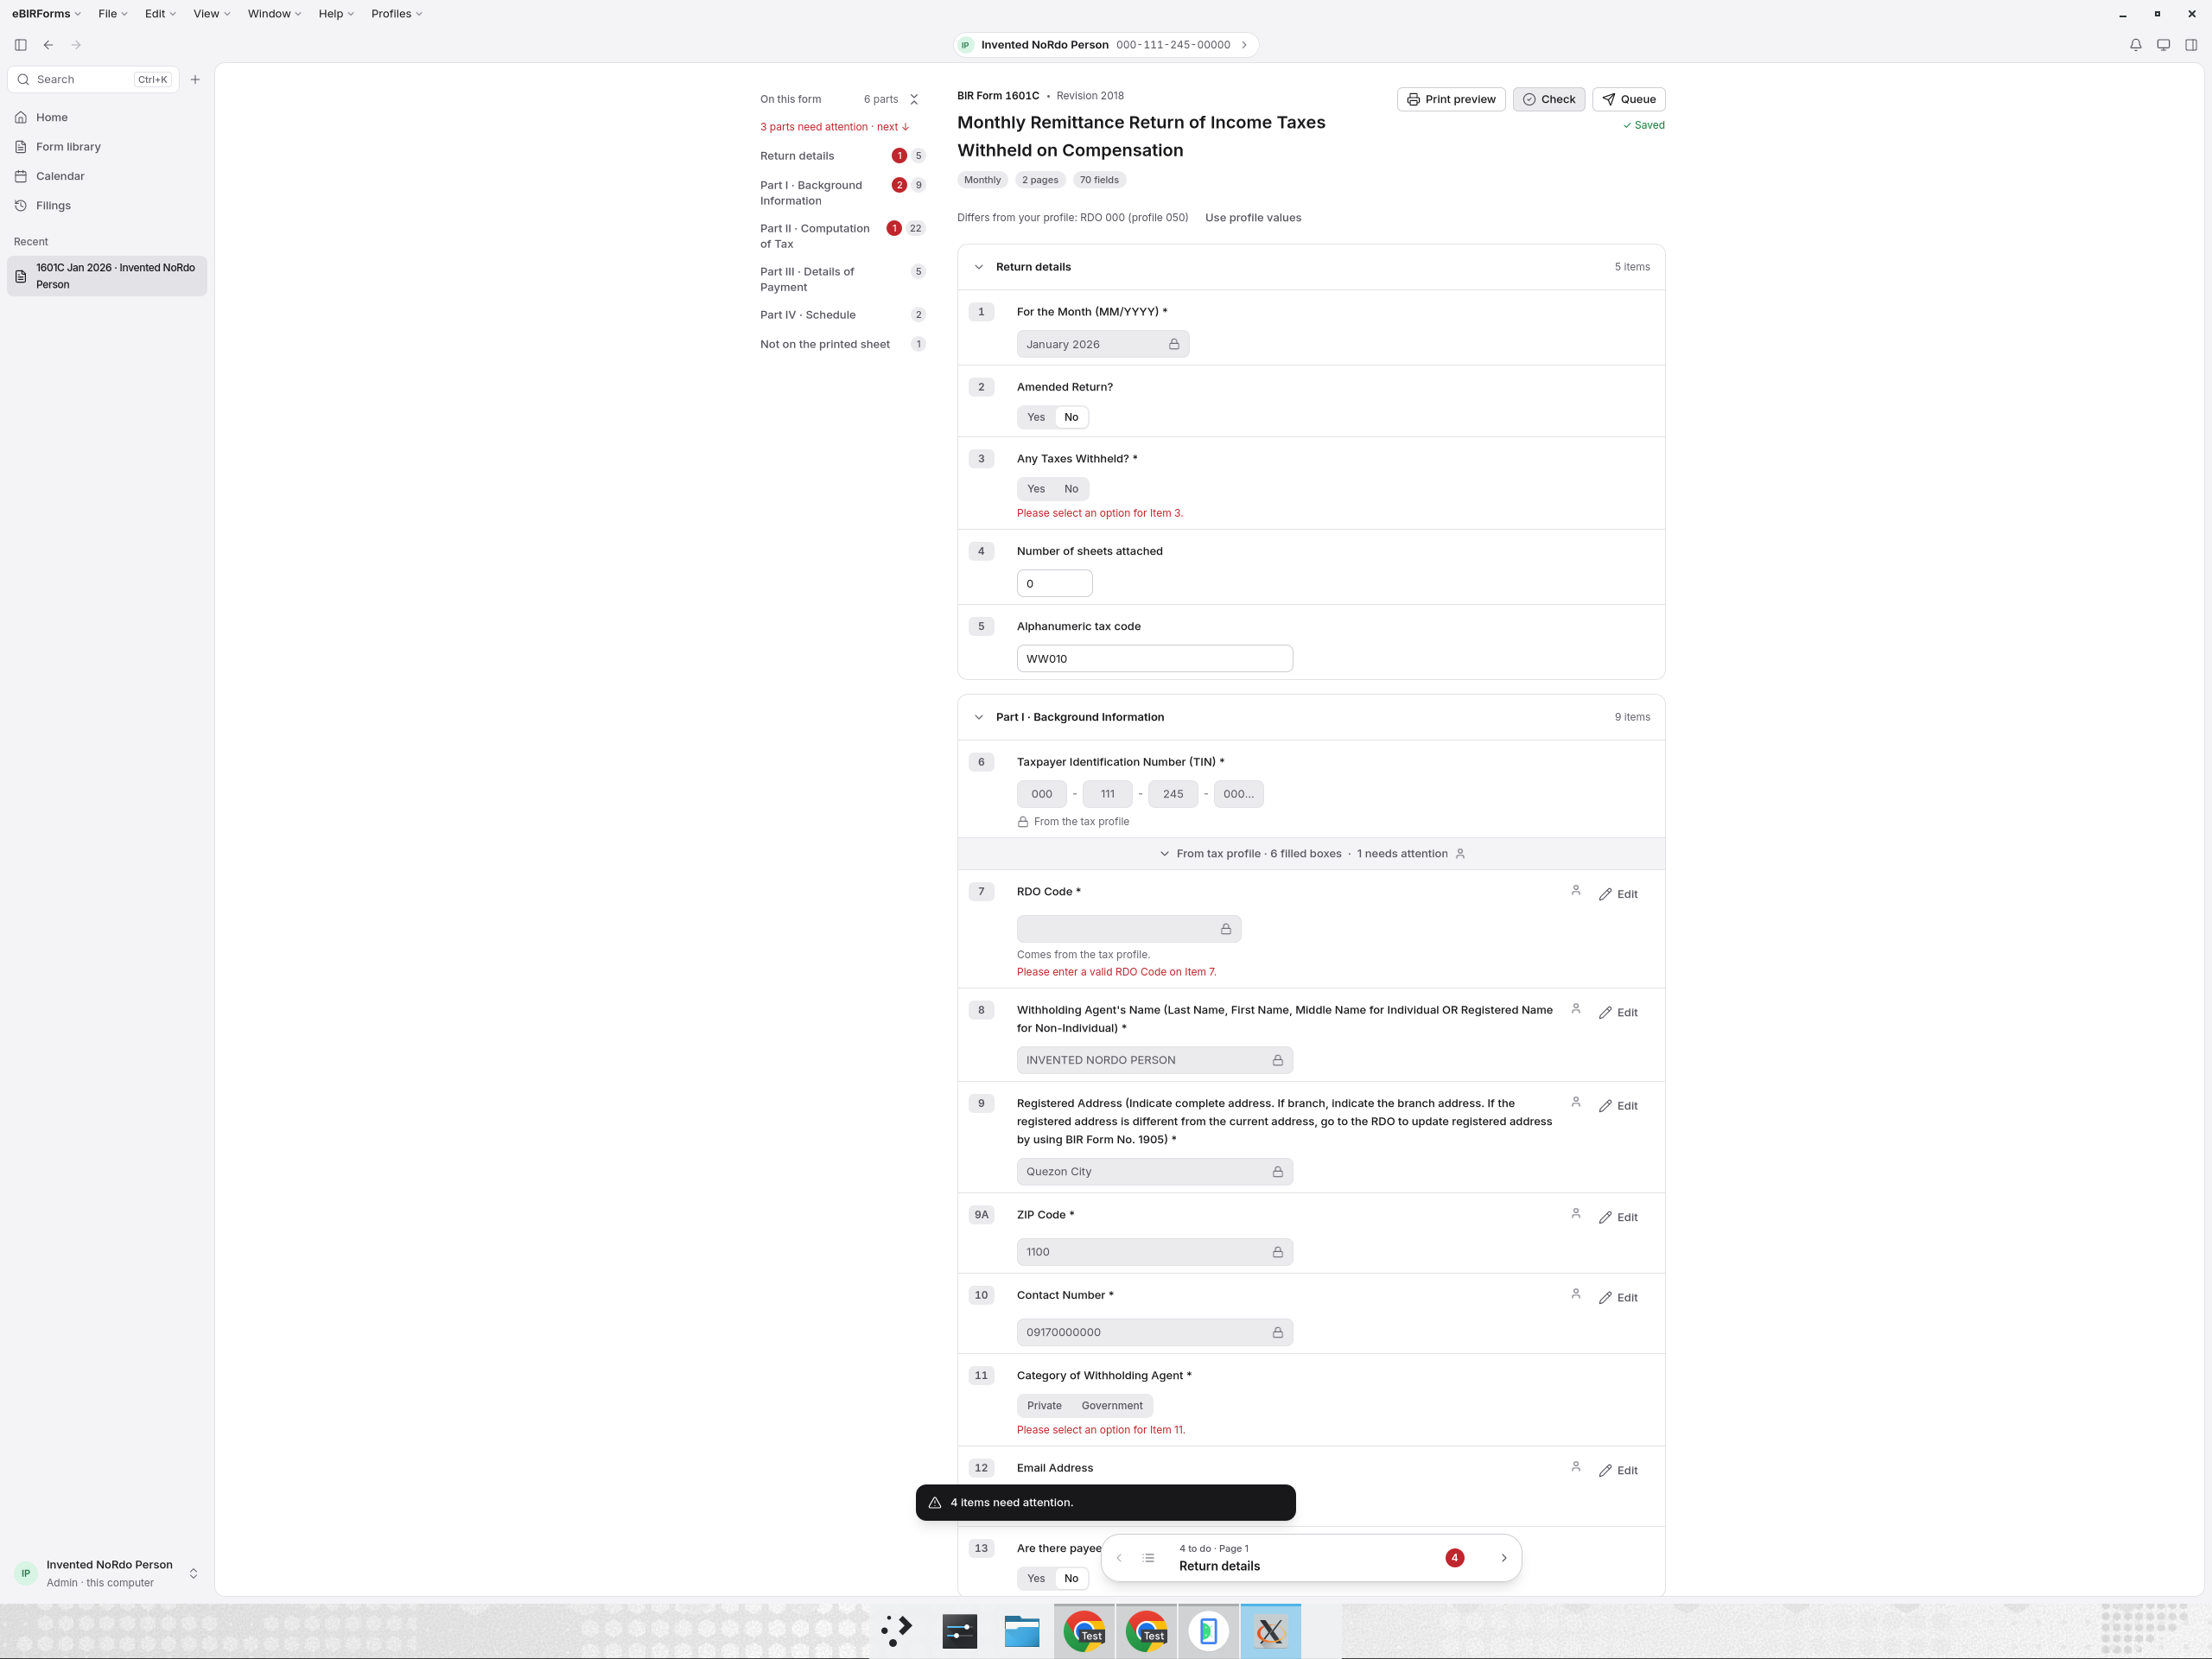 eBIRForms File Edit View Window Help Profiles
IP Invented NoRdo Person 000-111-245-00000
Search Ctrl+K
Home
Form library
Calendar
Filings
Recent
1601C Jan 2026 · Invented NoRdo
Person
On this form 6 parts
3 parts need attention · next ↓
Return details 1 5
Part I · Background
Information 2 9
Part II · Computation
of Tax 1 22
Part III · Details of
Payment 5
Part IV · Schedule 2
Not on the printed sheet 1
BIR Form 1601C • Revision 2018
Print preview Check Queue
Monthly Remittance Return of Income Taxes
Withheld on Compensation
✓ Saved
Monthly 2 pages 70 fields
Differs from your profile: RDO 000 (profile 050) Use profile values
Return details 5 items
1 For the Month (MM/YYYY) *
January 2026
2 Amended Return?
Yes No
3 Any Taxes Withheld? *
Yes No
Please select an option for Item 3.
4 Number of sheets attached
0
5 Alphanumeric tax code
WW010
Part I · Background Information 9 items
6 Taxpayer Identification Number (TIN) *
000 - 111 - 245 - 000...
From the tax profile
From tax profile · 6 filled boxes · 1 needs attention
7 RDO Code * Edit
Comes from the tax profile.
Please enter a valid RDO Code on Item 7.
8 Withholding Agent's Name (Last Name, First Name, Middle Name for Individual OR Registered Name
for Non-Individual) * Edit
INVENTED NORDO PERSON
9 Registered Address (Indicate complete address. If branch, indicate the branch address. If the
registered address is different from the current address, go to the RDO to update registered address
by using BIR Form No. 1905) * Edit
Quezon City
9A ZIP Code * Edit
1100
10 Contact Number * Edit
09170000000
11 Category of Withholding Agent *
Private Government
Please select an option for Item 11.
12 Email Address Edit
4 items need attention.
13 Are there payee
Yes No
4 to do · Page 1
Return details 4
IP Invented NoRdo Person
Admin · this computer
Test Test